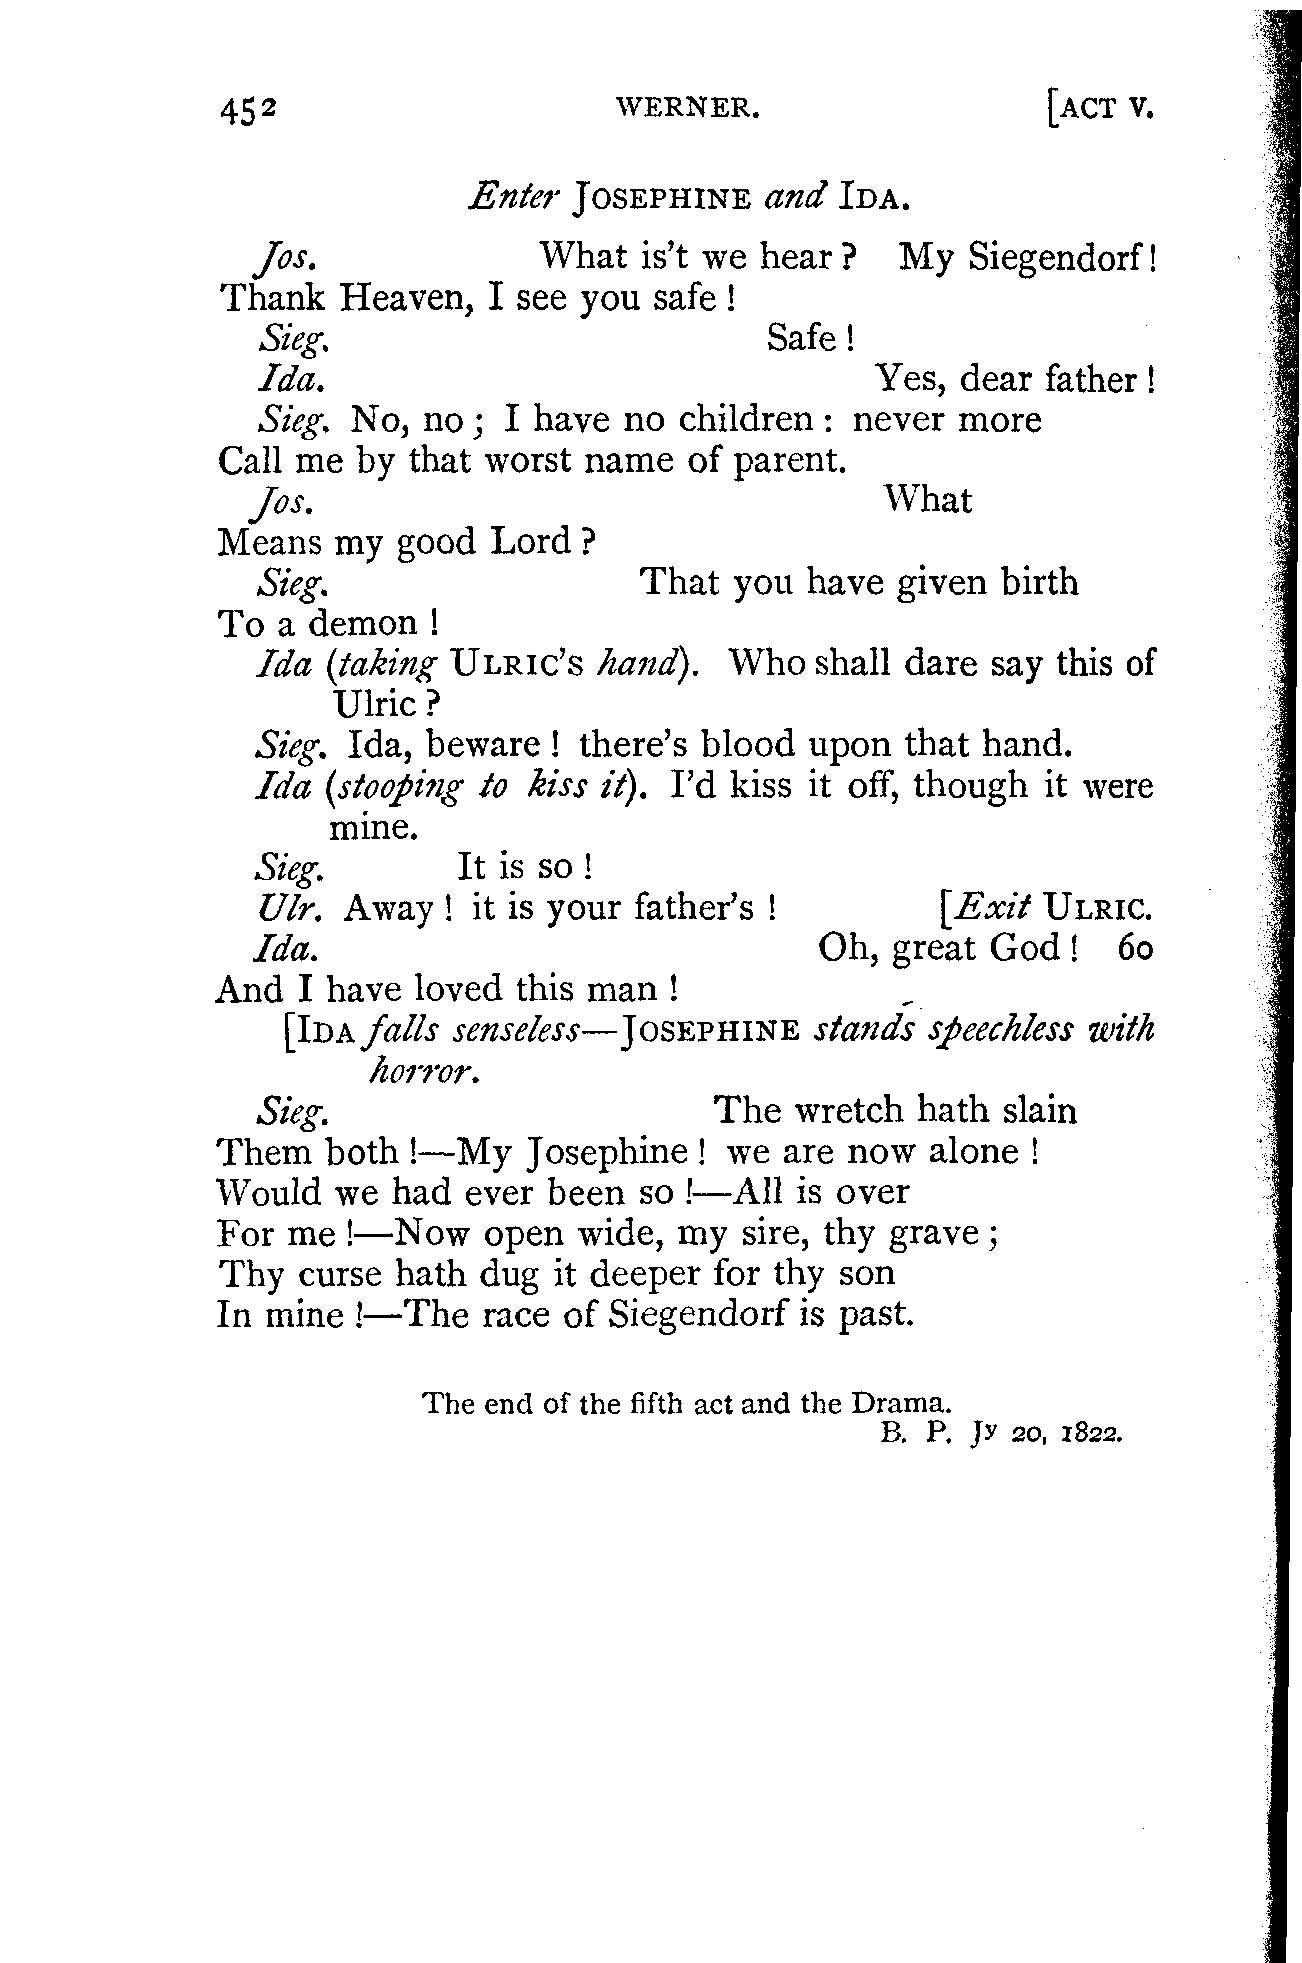 452 WERNER. [ACT V.
Enter JOSEPHINE and IDA.
Jos. What is't we hear? My Siegendorf!
Thank Heaven, I see you safe!
Sieg. Safe!
Ida. Yes, dear father!
Sieg. No, no; I have no children: never more
Call me by that worst name of parent.
Jos. What
Means my good Lord?
Sieg. That you have given birth
To a demon!
Ida (taking ULRIC'S hand). Who shall dare say this of
Ulric?
Sieg. Ida, beware! there's blood upon that hand.
Ida (stooping to kiss it). I'd kiss it off, though it were
mine.
Sieg. It is so!
Ulr. Away! it is your father's! [Exit ULRIC.
Ida. Oh, great God! 60
And I have loved this man!
[IDA falls senseless—JOSEPHINE stands speechless with
horror.
Sieg. The wretch hath slain
Them both!—My Josephine! we are now alone!
Would we had ever been so!—All is over
For me!—Now open wide, my sire, thy grave;
Thy curse hath dug it deeper for thy son
In mine!—The race of Siegendorf is past.
The end of the fifth act and the Drama.
B. P. Jy 20, 1822.